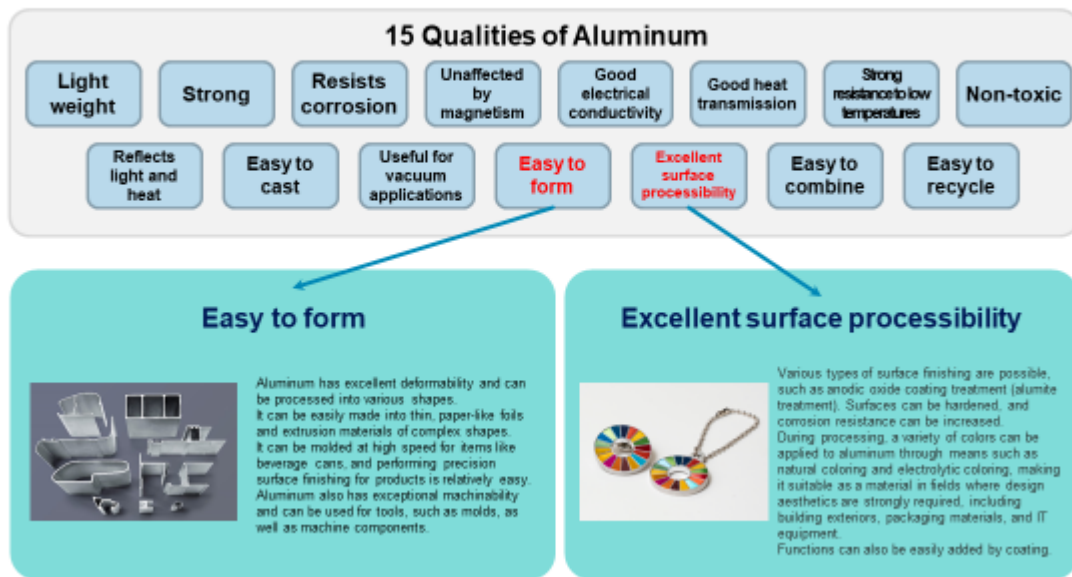 15 Qualities of Aluminum
Light
weight
Strong
Resists
corrosion
Unaffected
by
magnetism
Good
electrical
conductivity
Good heat
transmission
Strong
resistance to low
temperatures
Non-toxic
Reflects
light and
heat
Easy to
cast
Useful for
vacuum
applications
Easy to
form
Excellent
surface
processibility
Easy to
combine
Easy to
recycle
Easy to form
Aluminum has excellent deformability and can
be processed into various shapes.
It can be easily made into thin, paper-like foils
and extrusion materials of complex shapes.
It can be molded at high speed for items like
beverage cans, and performing precision
surface finishing for products is relatively easy.
Aluminum also has exceptional machinability
and can be used for tools, such as molds, as
well as machine components.
Excellent surface processibility
Various types of surface finishing are possible,
such as anodic oxide coating treatment (alumite
treatment). Surfaces can be hardened, and
corrosion resistance can be increased.
During processing, a variety of colors can be
applied to aluminum through means such as
natural coloring and electrolytic coloring, making
it suitable as a material in fields where design
aesthetics are strongly required, including
building exteriors, packaging materials, and IT
equipment.
Functions can also be easily added by coating.